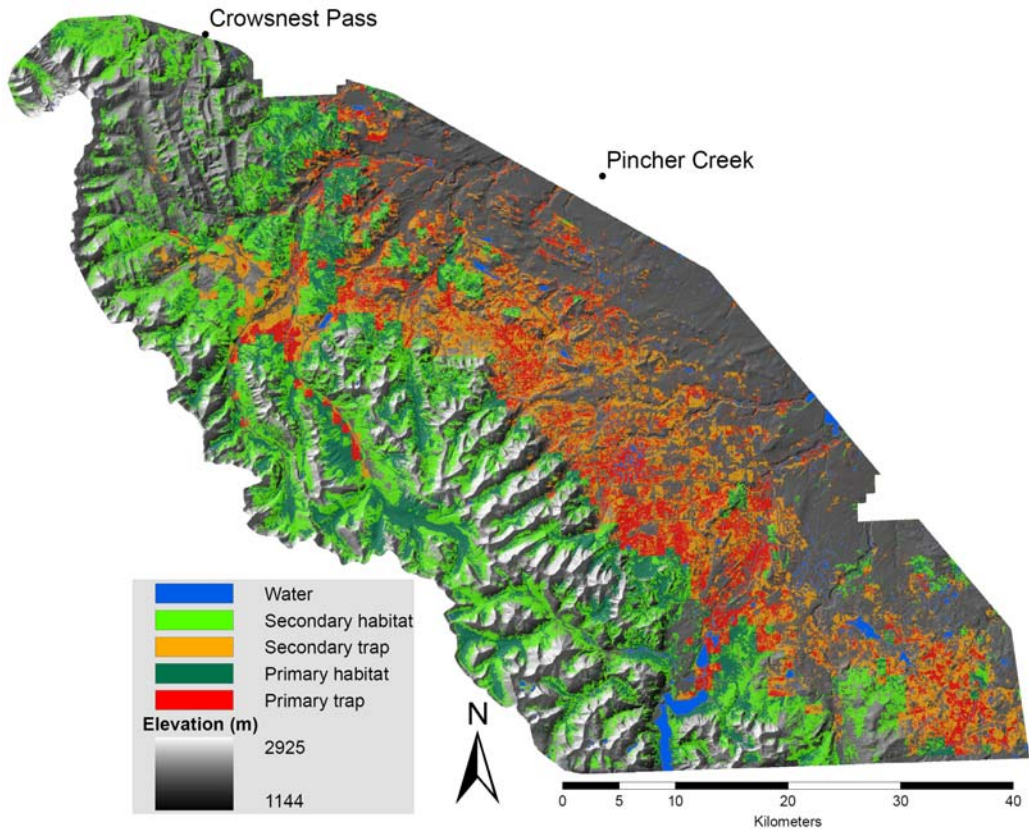 Crowsnest Pass
Pincher Creek
Water
Secondary habitat
Secondary trap
Primary habitat
Primary trap
Elevation (m)
2925
1144
N
0 5 10 20 30 40
Kilometers